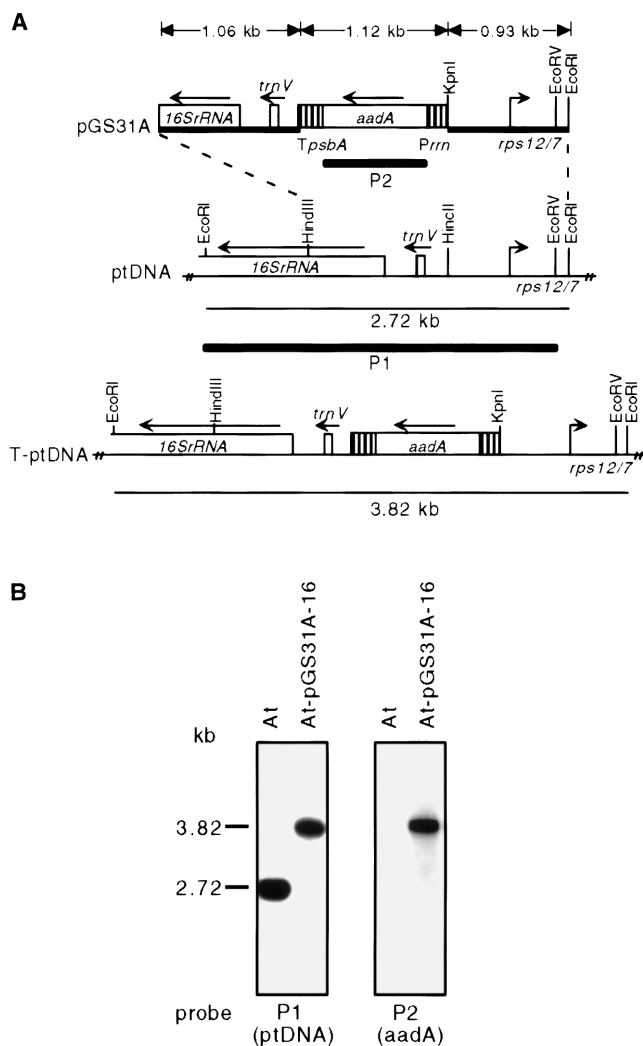 A
1.06 kb 1.12 kb 0.93 kb
KpnI EcoRV EcoRI
trnV
pGS31A 16SrRNA aadA
TpsbA Prrn rps12/7
P2
EcoRI HindIII trnV HincII EcoRV EcoRI
ptDNA 16SrRNA rps12/7
2.72 kb
P1
EcoRI HindIII trnV KpnI EcoRV EcoRI
T-ptDNA 16SrRNA aadA rps12/7
3.82 kb
B
At At-pGS31A-16 At At-pGS31A-16
kb
3.82
2.72
probe P1 P2
(ptDNA) (aadA)